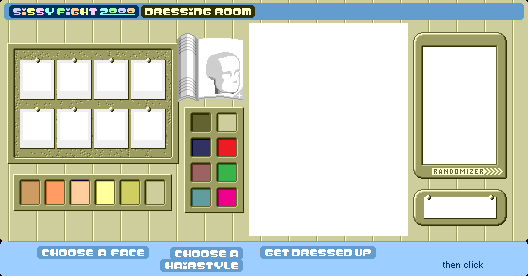 SISSY FIGHT 2000 DRESSING ROOM
RANDOMIZER
CHOOSE A FACE
CHOOSE A
HAIRSTYLE
GET DRESSED UP
then click